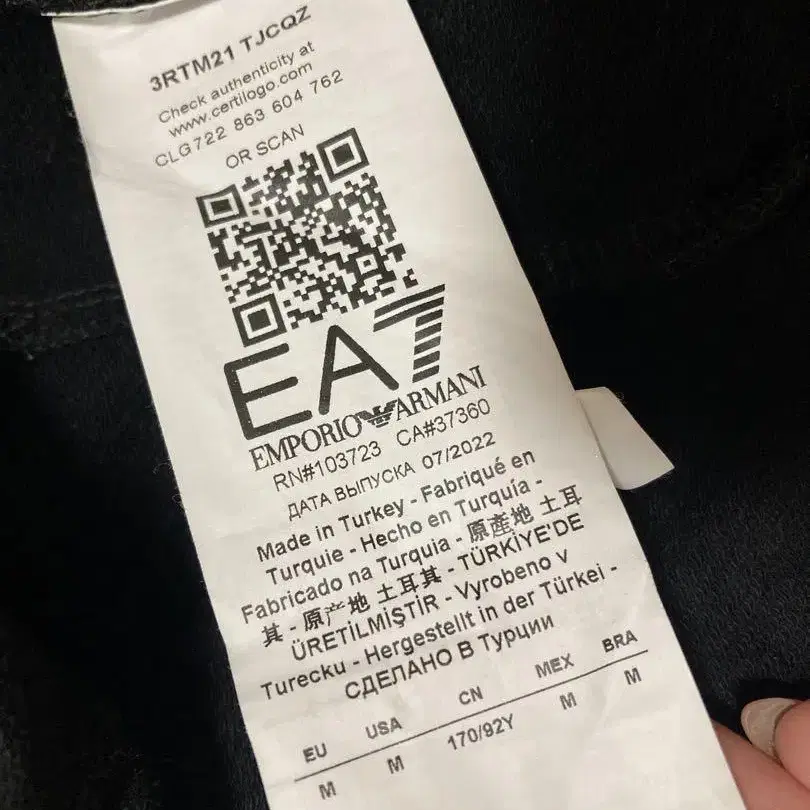 3RTM21 TJCQZ
Check authenticity at
www.certilogo.com
CLG 722 863 604 762
OR SCAN
EA7
EMPORIO ARMANI
RN#103723 CA#37360
ДАТА ВЫПУСКА 07/2022
Made in Turkey - Fabriqué en
Turquie - Hecho en Turquía -
Fabricado na Turquia - 原產地 土耳
其 - 原产地 土耳其 - TÜRKİYE'DE
ÜRETİLMİŞTİR - Vyrobeno v
Turecku - Hergestellt in der Türkei -
СДЕЛАНО В Турции
EU USA CN MEX BRA
M M 170/92Y M M